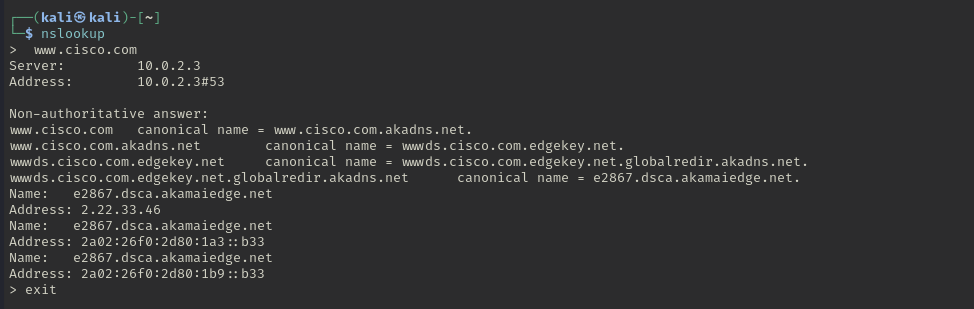 ┌──(kali㉿kali)-[~]
└─$ nslookup
>  www.cisco.com
Server:         10.0.2.3
Address:        10.0.2.3#53

Non-authoritative answer:
www.cisco.com   canonical name = www.cisco.com.akadns.net.
www.cisco.com.akadns.net        canonical name = wwwds.cisco.com.edgekey.net.
wwwds.cisco.com.edgekey.net     canonical name = wwwds.cisco.com.edgekey.net.globalredir.akadns.net.
wwwds.cisco.com.edgekey.net.globalredir.akadns.net      canonical name = e2867.dsca.akamaiedge.net.
Name:   e2867.dsca.akamaiedge.net
Address: 2.22.33.46
Name:   e2867.dsca.akamaiedge.net
Address: 2a02:26f0:2d80:1a3::b33
Name:   e2867.dsca.akamaiedge.net
Address: 2a02:26f0:2d80:1b9::b33
> exit